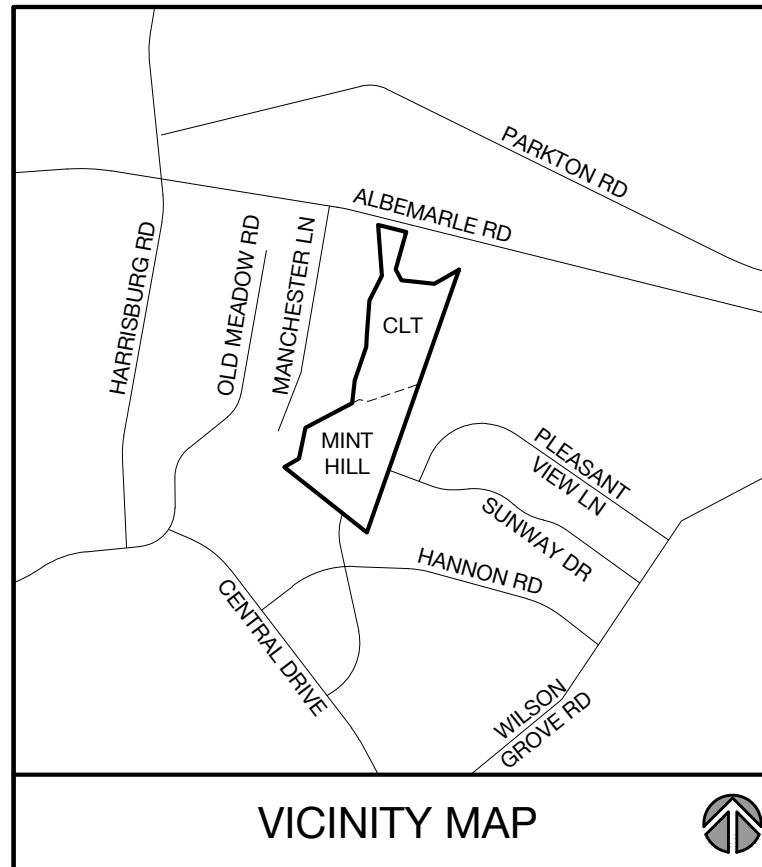 PARKTON RD
ALBEMARLE RD
HARRISBURG RD
OLD MEADOW RD
MANCHESTER LN
CLT
MINT
HILL
PLEASANT
VIEW LN
SUNWAY DR
HANNON RD
CENTRAL DRIVE
WILSON
GROVE RD
VICINITY MAP